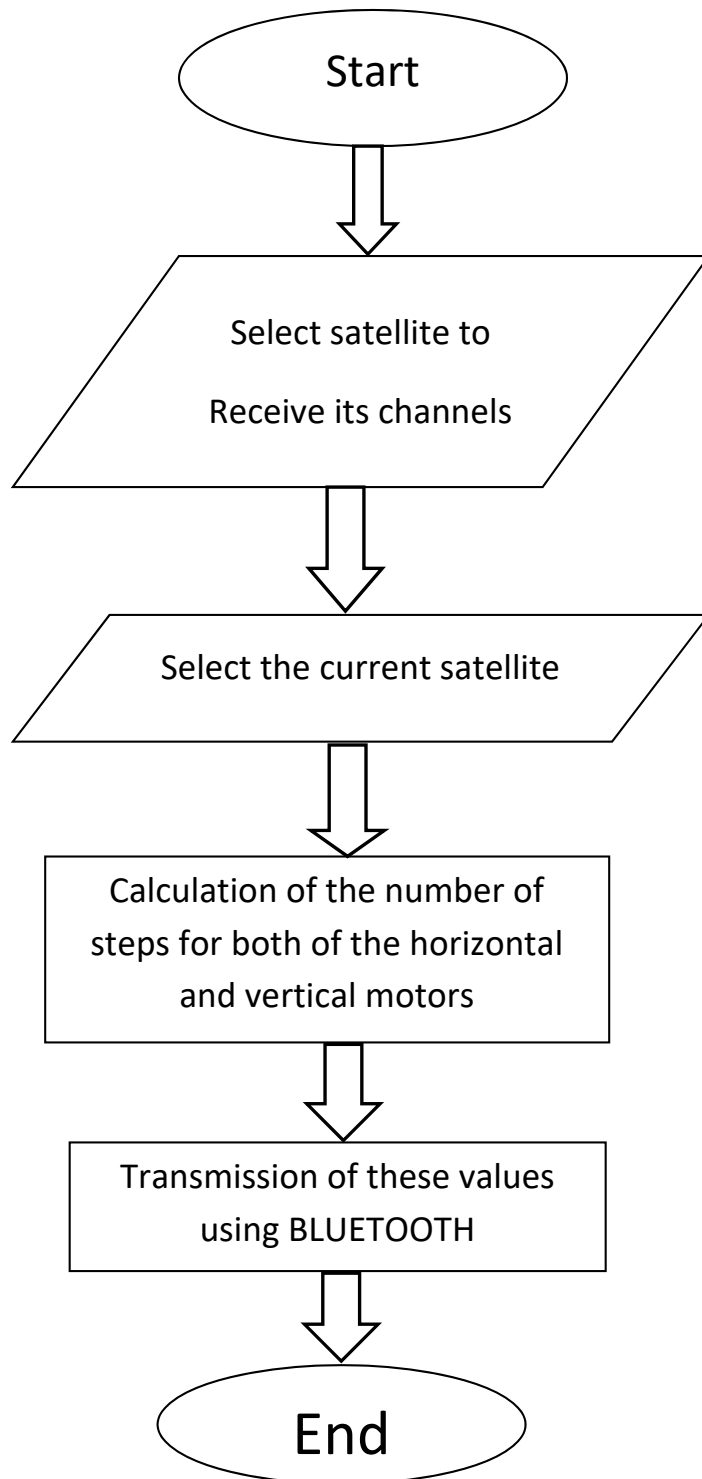 Start
Select satellite to
Receive its channels
Select the current satellite
Calculation of the number of
steps for both of the horizontal
and vertical motors
Transmission of these values
using BLUETOOTH
End